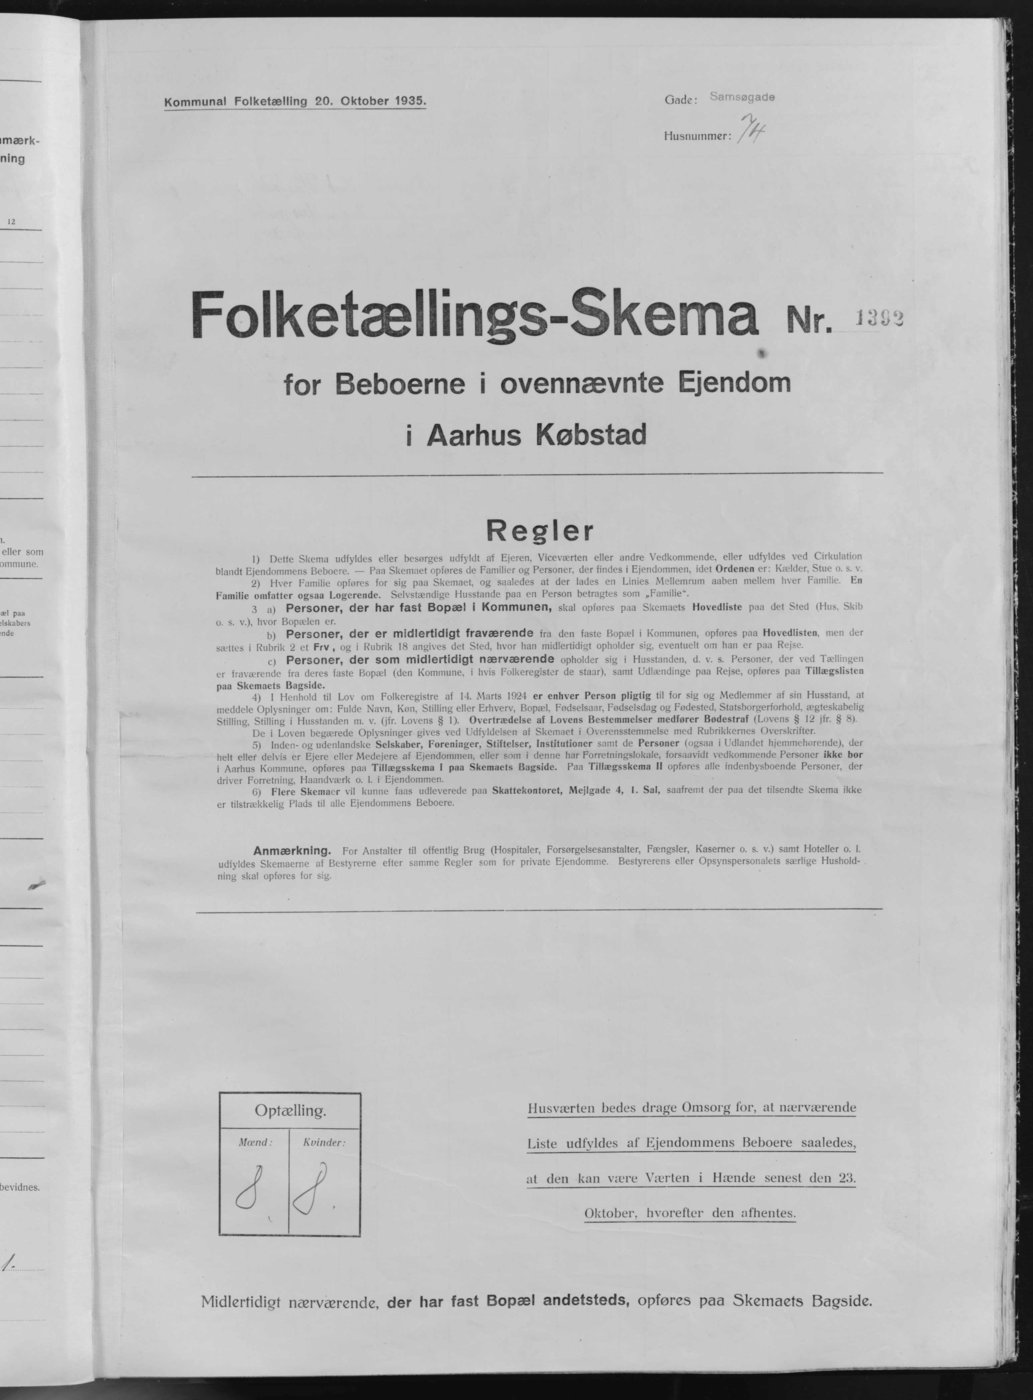 Kommunal Folketælling 20. Oktober 1935.
Gade: Samsøgade
Husnummer: 74
Folketællings-Skema Nr. 1392
for Beboerne i ovennævnte Ejendom
i Aarhus Købstad
Regler
1) Dette Skema udfyldes eller besørges udfyldt af Ejeren, Viceværten eller andre Vedkommende, eller udfyldes ved Cirkulation
blandt Ejendommens Beboere. — Paa Skemaet opføres de Familier og Personer, der findes i Ejendommen, idet Ordenen er: Kælder, Stue o. s. v.
2) Hver Familie opføres for sig paa Skemaet, og saaledes at der lades en Linies Mellemrum aaben mellem hver Familie. En
Familie omfatter ogsaa Logerende. Selvstændige Husstande paa en Person betragtes som „Familie“.
3 a) Personer, der har fast Bopæl i Kommunen, skal opføres paa Skemaets Hovedliste paa det Sted (Hus, Skib
o. s. v.), hvor Bopælen er.
b) Personer, der er midlertidigt fraværende fra den faste Bopæl i Kommunen, opføres paa Hovedlisten, men der
sættes i Rubrik 2 et Frv., og i Rubrik 18 angives det Sted, hvor han midlertidigt opholder sig, eventuelt om han er paa Rejse.
c) Personer, der som midlertidigt nærværende opholder sig i Husstanden, d. v. s. Personer, der ved Tællingen
er fraværende fra deres faste Bopæl (den Kommune, i hvis Folkeregister de staar), samt Udlændinge paa Rejse, opføres paa Tillægslisten
paa Skemaets Bagside.
4) I Henhold til Lov om Folkeregistre af 14. Marts 1924 er enhver Person pligtig til for sig og Medlemmer af sin Husstand, at
meddele Oplysninger om: Fulde Navn, Køn, Stilling eller Erhverv, Bopæl, Fødselsaar, Fødselsdag og Fødested, Statsborgerforhold, ægteskabelig
Stilling, Stilling i Husstanden m. v. (jfr. Lovens § 1). Overtrædelse af Lovens Bestemmelser medfører Bødestraf (Lovens § 12 jfr. § 8).
De i Loven begærede Oplysninger gives ved Udfyldelsen af Skemaet i Overensstemmelse med Rubrikkernes Overskrifter.
5) Inden- og udenlandske Selskaber, Foreninger, Stiftelser, Institutioner samt de Personer (ogsaa i Udlandet hjemmehørende), der
helt eller delvis er Ejere eller Medejere af Ejendommen, eller som i denne har Forretningslokale, forsaavidt vedkommende Personer ikke bor
i Aarhus Kommune, opføres paa Tillægsskema I paa Skemaets Bagside. Paa Tillægsskema II opføres alle indenbysboende Personer, der
driver Forretning, Haandværk o. l. i Ejendommen.
6) Flere Skemaer vil kunne faas udleverede paa Skattekontoret, Mejlgade 4, 1. Sal, saafremt der paa det tilsendte Skema ikke
er tilstrækkelig Plads til alle Ejendommens Beboere.
Anmærkning. For Anstalter til offentlig Brug (Hospitaler, Forsørgelsesanstalter, Fængsler, Kaserner o. s. v.) samt Hoteller o. l.
udfyldes Skemaerne af Bestyrerne efter samme Regler som for private Ejendomme. Bestyrerens eller Opsynspersonalets særlige Hushold-
ning skal opføres for sig.
Optælling.
Mænd: Kvinder:
8 8
Husværten bedes drage Omsorg for, at nærværende
Liste udfyldes af Ejendommens Beboere saaledes,
at den kan være Værten i Hænde senest den 23.
Oktober, hvorefter den afhentes.
Midlertidigt nærværende, der har fast Bopæl andetsteds, opføres paa Skemaets Bagside.
mærk-
ning
12
eller som
ommune.
æl paa
elskabers
ende
bevidnes.
1.